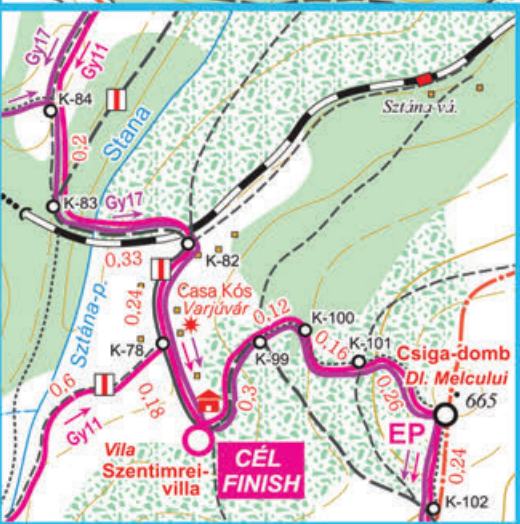 Gy17
Gy11
K-84
0,2
Stana
Sztána vá.
K-83
Gy17
0,33
K-82
0,24
Casa Kós
Varjúvár
Sztána-p.
K-78
0,12
K-100
K-99
0,16
K-101
Csiga-domb
Dl. Melcului
665
0,26
0,3
0,6
0,18
Gy11
EP
0,24
Vila
Szentimrei-
villa
CÉL
FINISH
K-102